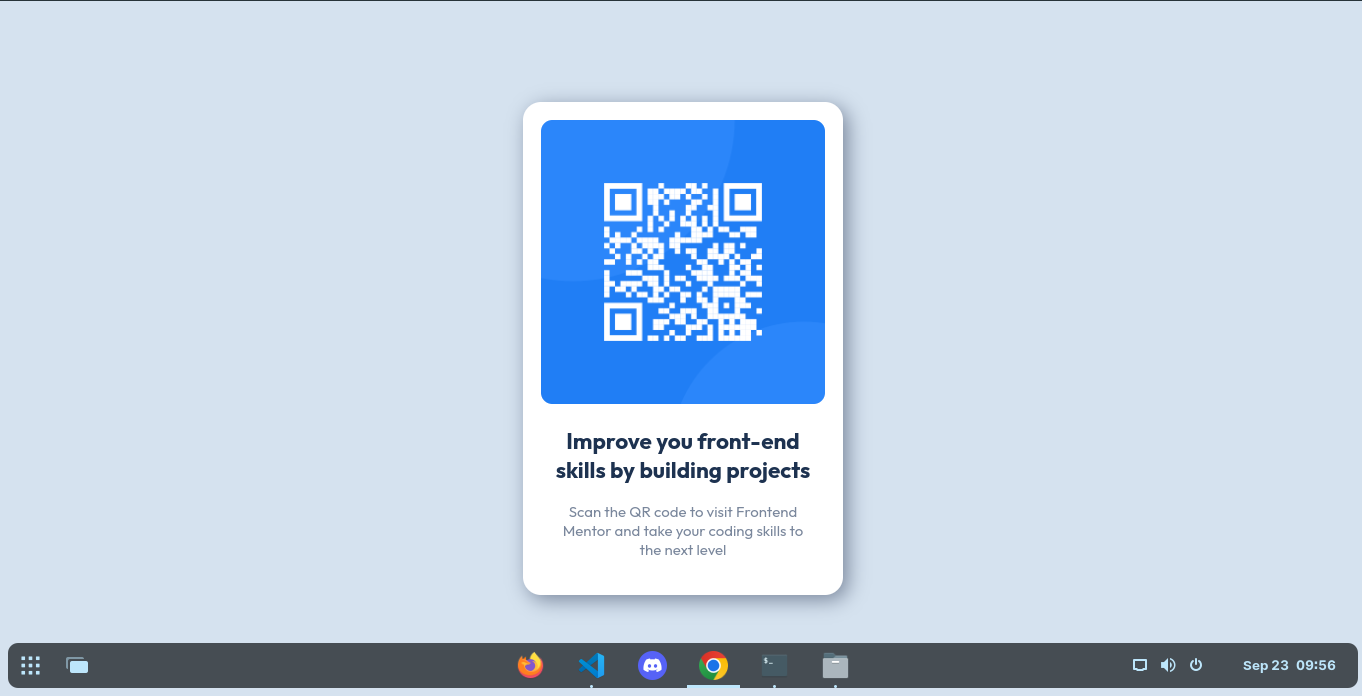 Improve you front-end
skills by building projects
Scan the QR code to visit Frontend
Mentor and take your coding skills to
the next level
$_
Sep 23 09:56